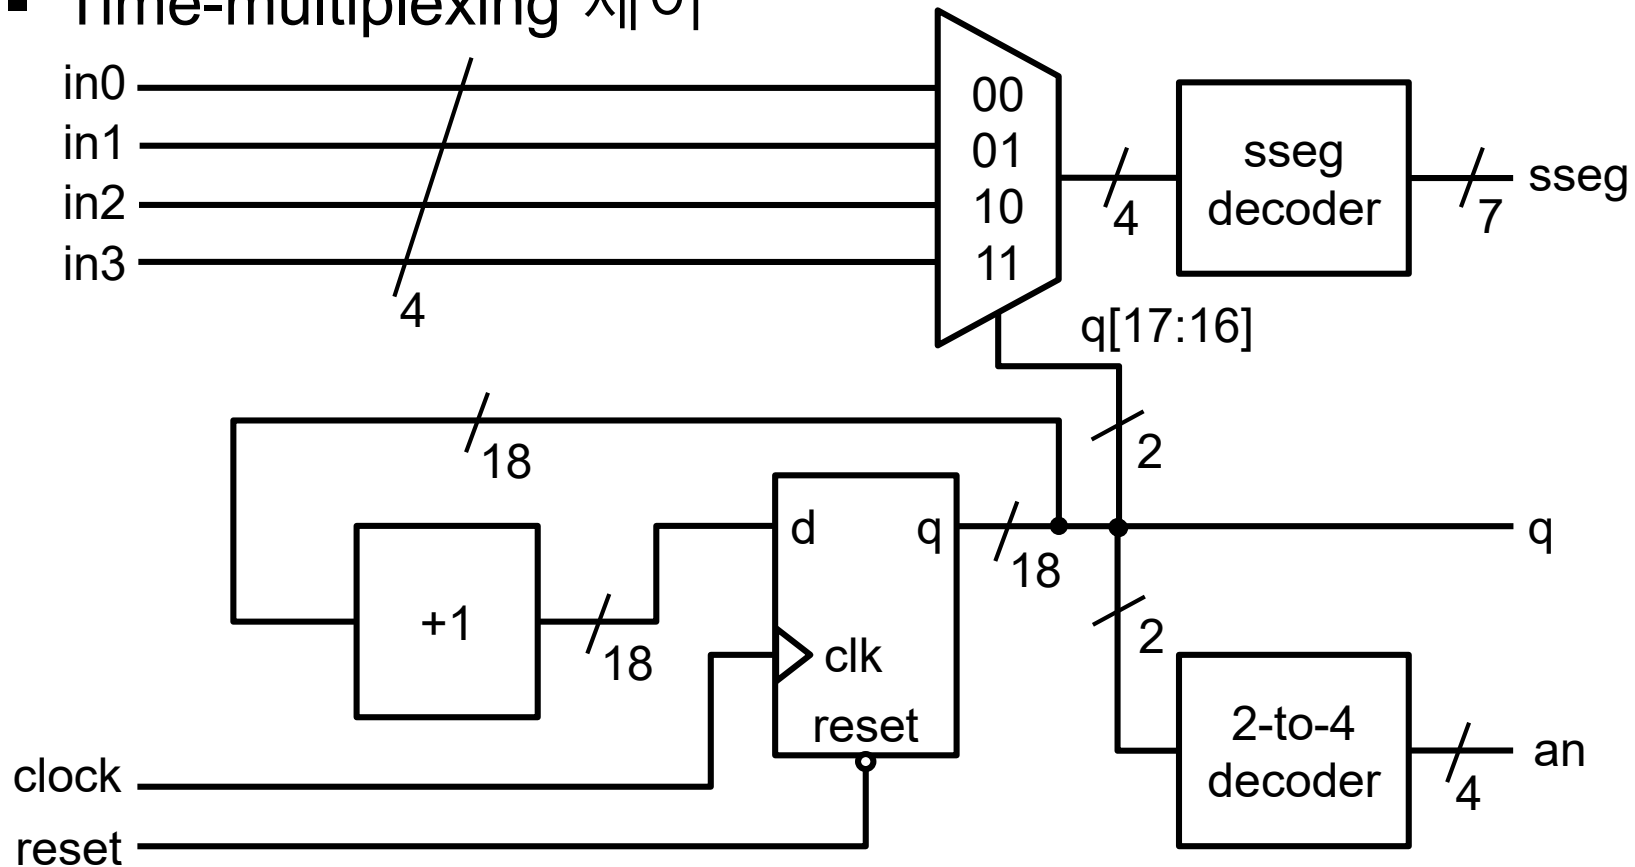 ▪ Time-multiplexing 제어
in0
in1
in2
in3
4
00
01
10
11
4
sseg
decoder
7
sseg
q[17:16]
2
18
+1
18
d
q
clk
reset
18
q
2
2-to-4
decoder
4
an
clock
reset